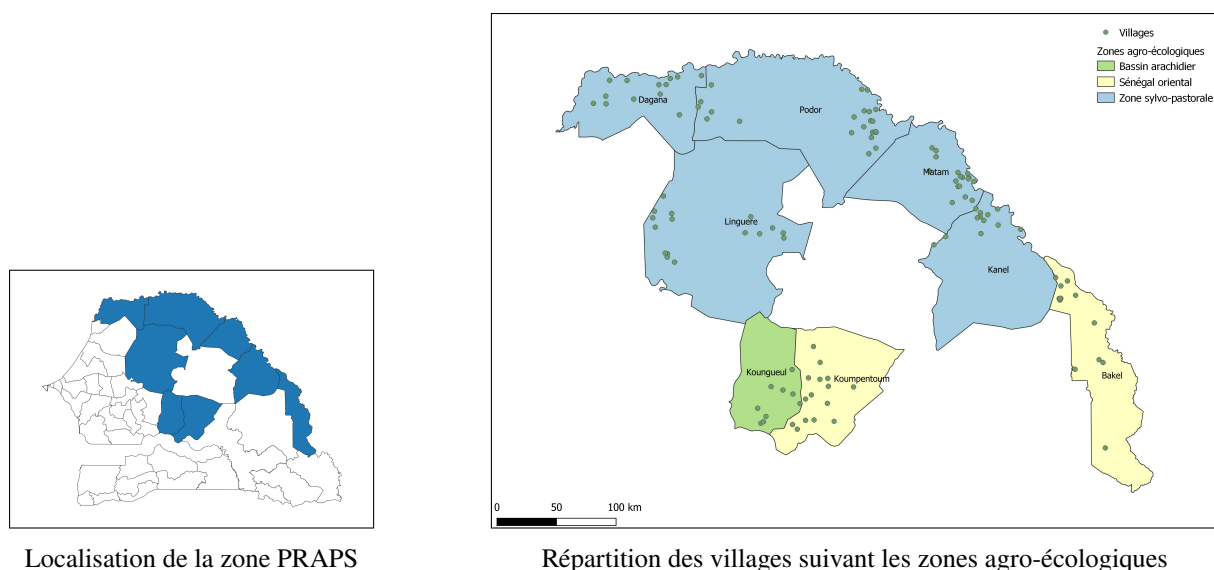 Villages
Zones agro-écologiques
Bassin arachidier
Sénégal oriental
Zone sylvo-pastorale
Dagana
Podor
Matam
Linguere
Kanel
Koungueul
Koumpentoum
Bakel
0 50 100 km
Localisation de la zone PRAPS
Répartition des villages suivant les zones agro-écologiques